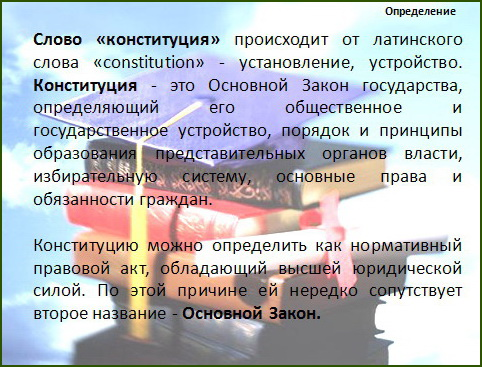 Определение
Слово «конституция» происходит от латинского
слова «constitution» - установление, устройство.
Конституция - это Основной Закон государства,
определяющий его общественное и
государственное устройство, порядок и принципы
образования представительных органов власти,
избирательную систему, основные права и
обязанности граждан.
Конституцию можно определить как нормативный
правовой акт, обладающий высшей юридической
силой. По этой причине ей нередко сопутствует
второе название - Основной Закон.